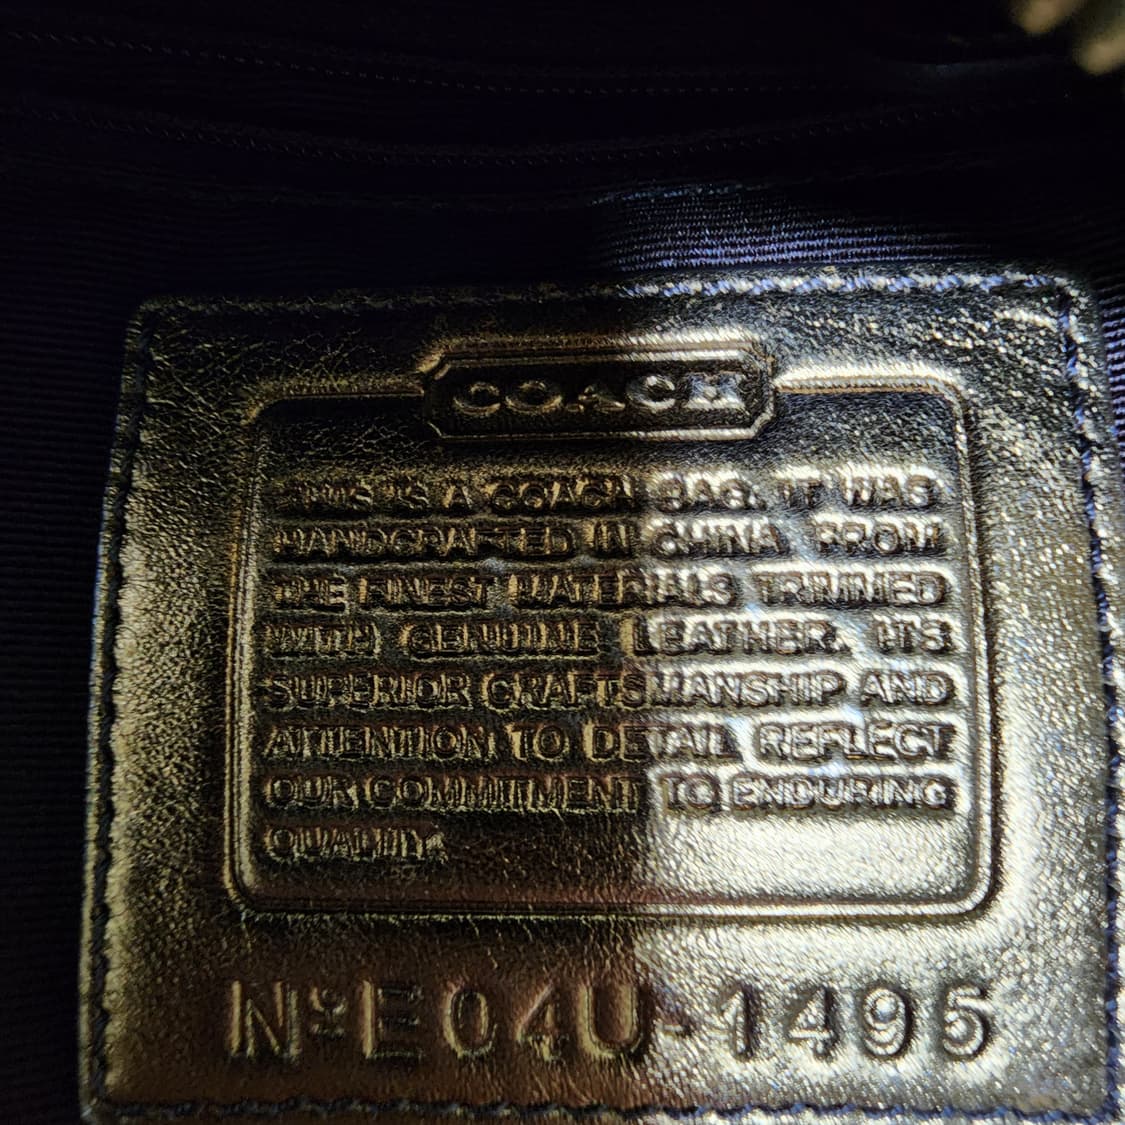 COACH
THIS IS A COACH BAG. IT WAS
HANDCRAFTED IN CHINA FROM
THE FINEST MATERIALS TRIMMED
WITH GENUINE LEATHER. ITS
SUPERIOR CRAFTSMANSHIP AND
ATTENTION TO DETAIL REFLECT
OUR COMMITMENT TO ENDURING
QUALITY.
Nº E04U-1495